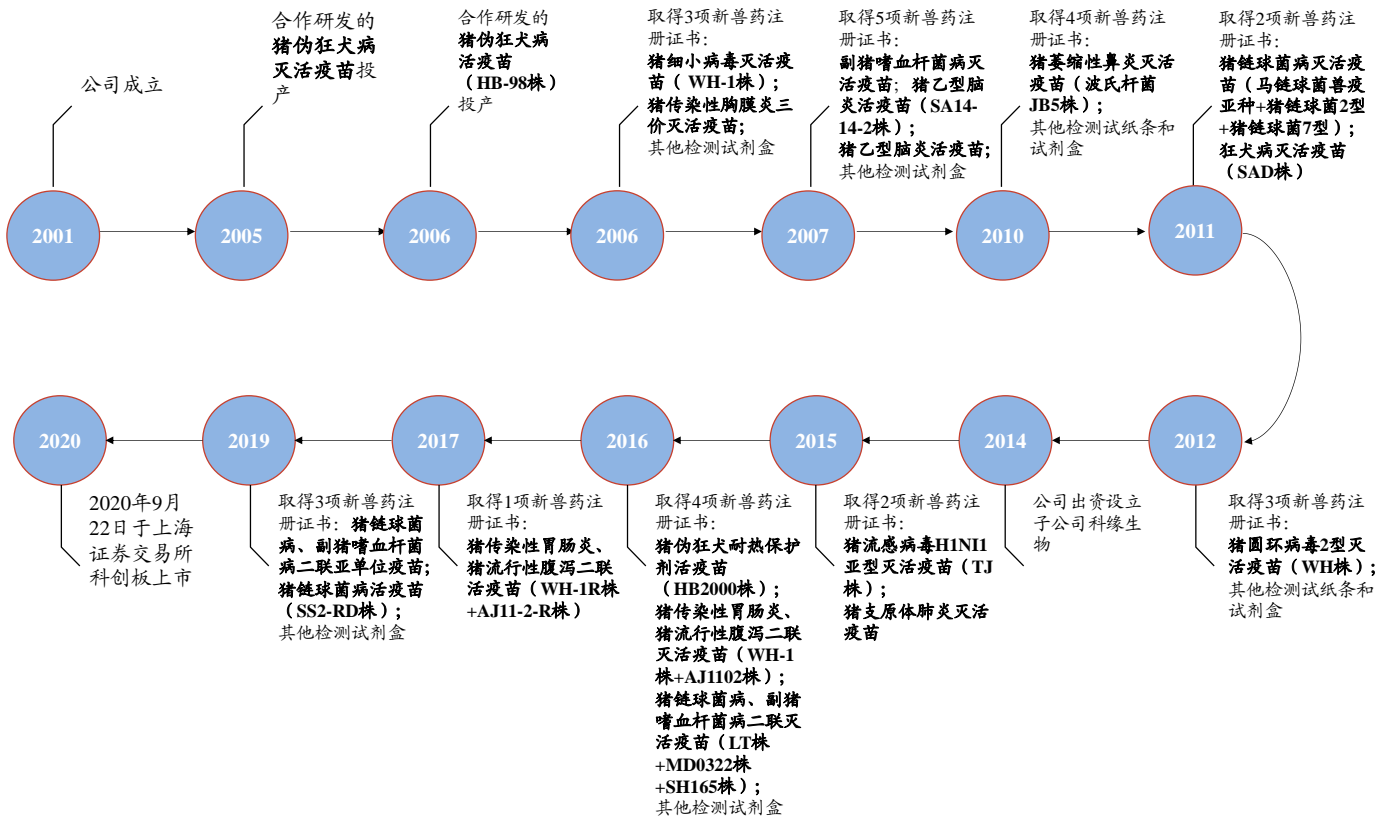 公司成立
合作研发的
猪伪狂犬病
灭活疫苗投
产
合作研发的
猪伪狂犬病
活疫苗
（HB-98株）
投产
取得3项新兽药注
册证书：
猪细小病毒灭活疫
苗（ WH-1株）；
猪传染性胸膜炎三
价灭活疫苗；
其他检测试剂盒
取得5项新兽药注
册证书：
副猪嗜血杆菌病灭
活疫苗；猪乙型脑
炎活疫苗（SA14-
14-2株）；
猪乙型脑炎活疫苗；
其他检测试剂盒
取得4项新兽药注
册证书：
猪萎缩性鼻炎灭活
疫苗（波氏杆菌
JB5株）；
其他检测试纸条和
试剂盒
取得2项新兽药注
册证书：
猪链球菌病灭活疫
苗（马链球菌兽疫
亚种+猪链球菌2型
+猪链球菌7型）；
狂犬病灭活疫苗
（SAD株）
2001
2005
2006
2006
2007
2010
2011
2020
2019
2017
2016
2015
2014
2012
2020年9月
22日于上海
证券交易所
科创板上市
取得3项新兽药注
册证书：猪链球菌
病、副猪嗜血杆菌
病二联亚单位疫苗；
猪链球菌病活疫苗
（SS2-RD株）；
其他检测试剂盒
取得1项新兽药注
册证书：
猪传染性胃肠炎、
猪流行性腹泻二联
活疫苗（WH-1R株
+AJ11-2-R株）
取得4项新兽药注
册证书：
猪伪狂犬耐热保护
剂活疫苗
（HB2000株）；
猪传染性胃肠炎、
猪流行性腹泻二联
灭活疫苗（WH-1
株+AJ1102株）；
猪链球菌病、副猪
嗜血杆菌病二联灭
活疫苗（LT株
+MD0322株
+SH165株）；
其他检测试剂盒
取得2项新兽药注
册证书：
猪流感病毒H1NI1
亚型灭活疫苗（TJ
株）；
猪支原体肺炎灭活
疫苗
公司出资设立
子公司科缘生
物
取得3项新兽药注
册证书：
猪圆环病毒2型灭
活疫苗（WH株）；
其他检测试纸条和
试剂盒